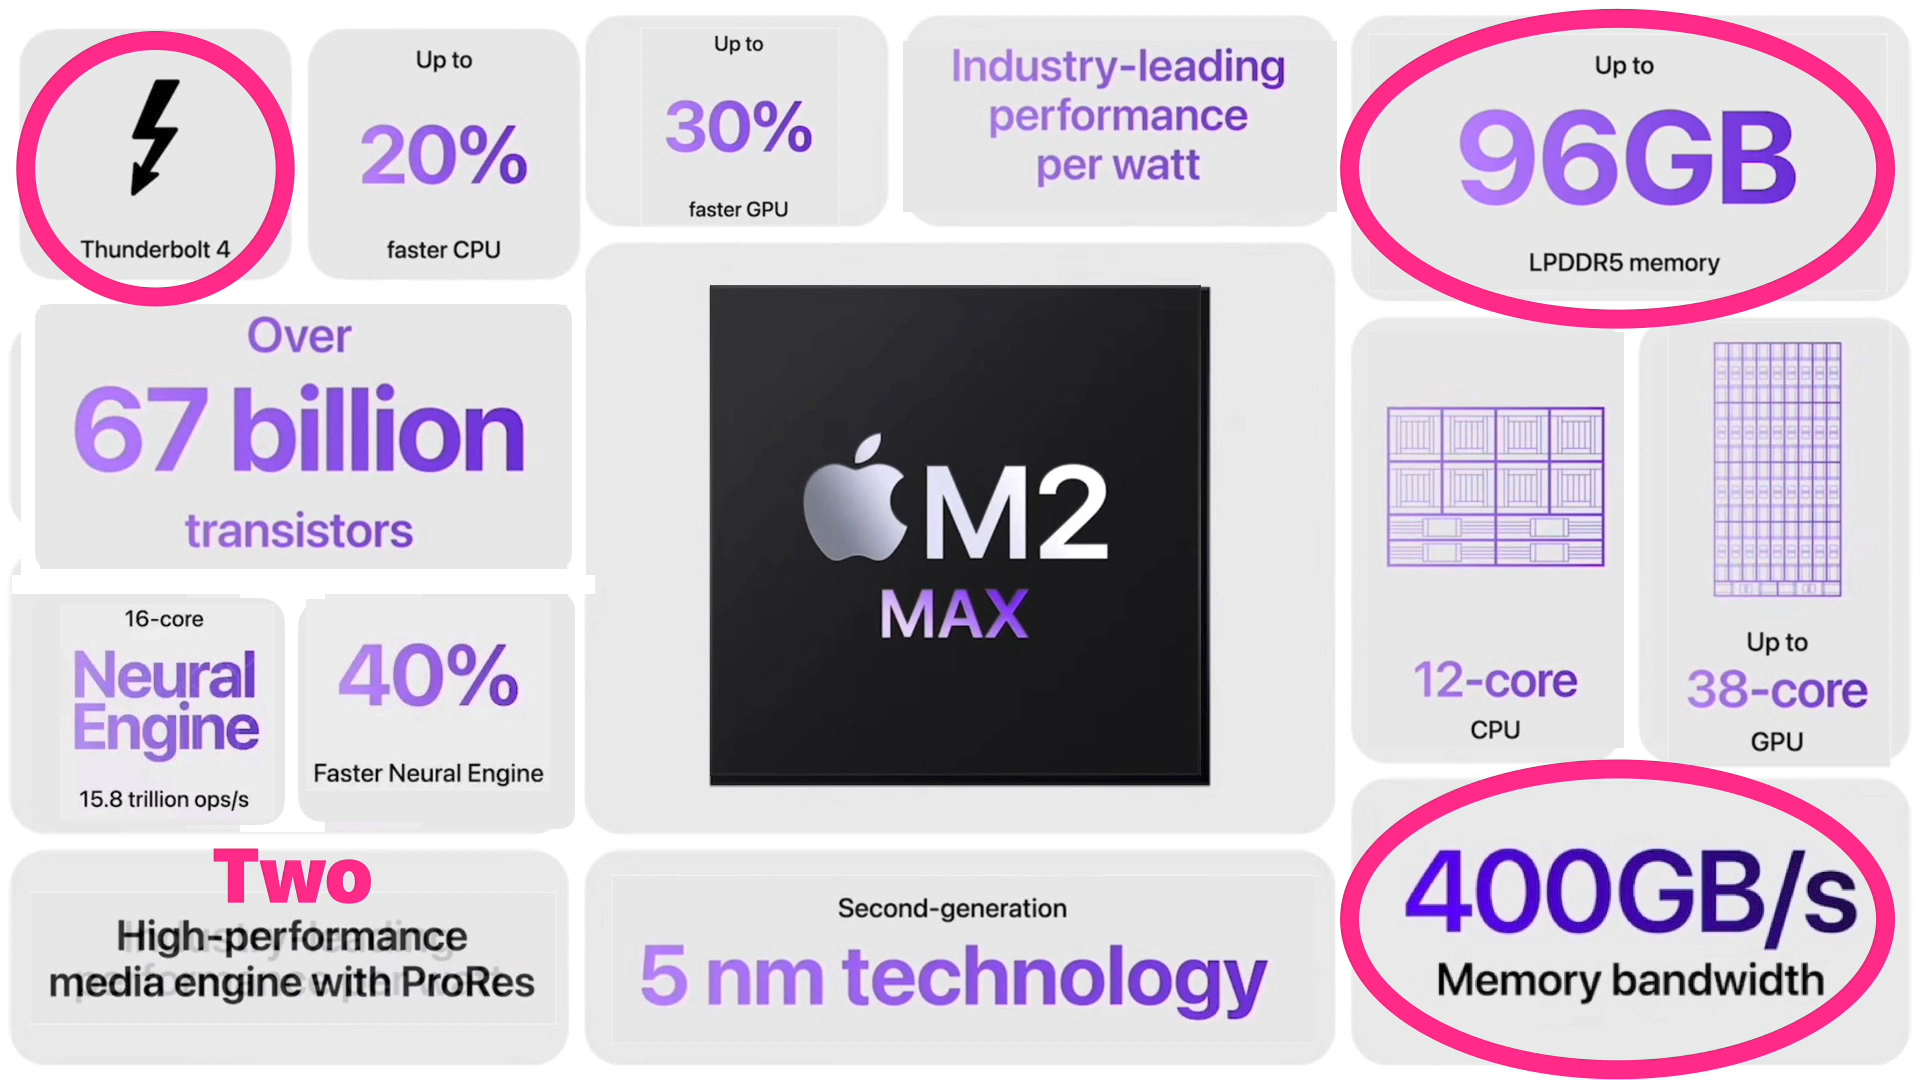 Thunderbolt 4
Up to
20%
faster CPU
Up to
30%
faster GPU
Industry-leading
performance
per watt
Up to
96GB
LPDDR5 memory
Over
67 billion
transistors
M2
MAX
12-core
CPU
Up to
38-core
GPU
16-core
Neural
Engine
15.8 trillion ops/s
40%
Faster Neural Engine
Two
High-performance
media engine with ProRes
Second-generation
5 nm technology
400GB/s
Memory bandwidth